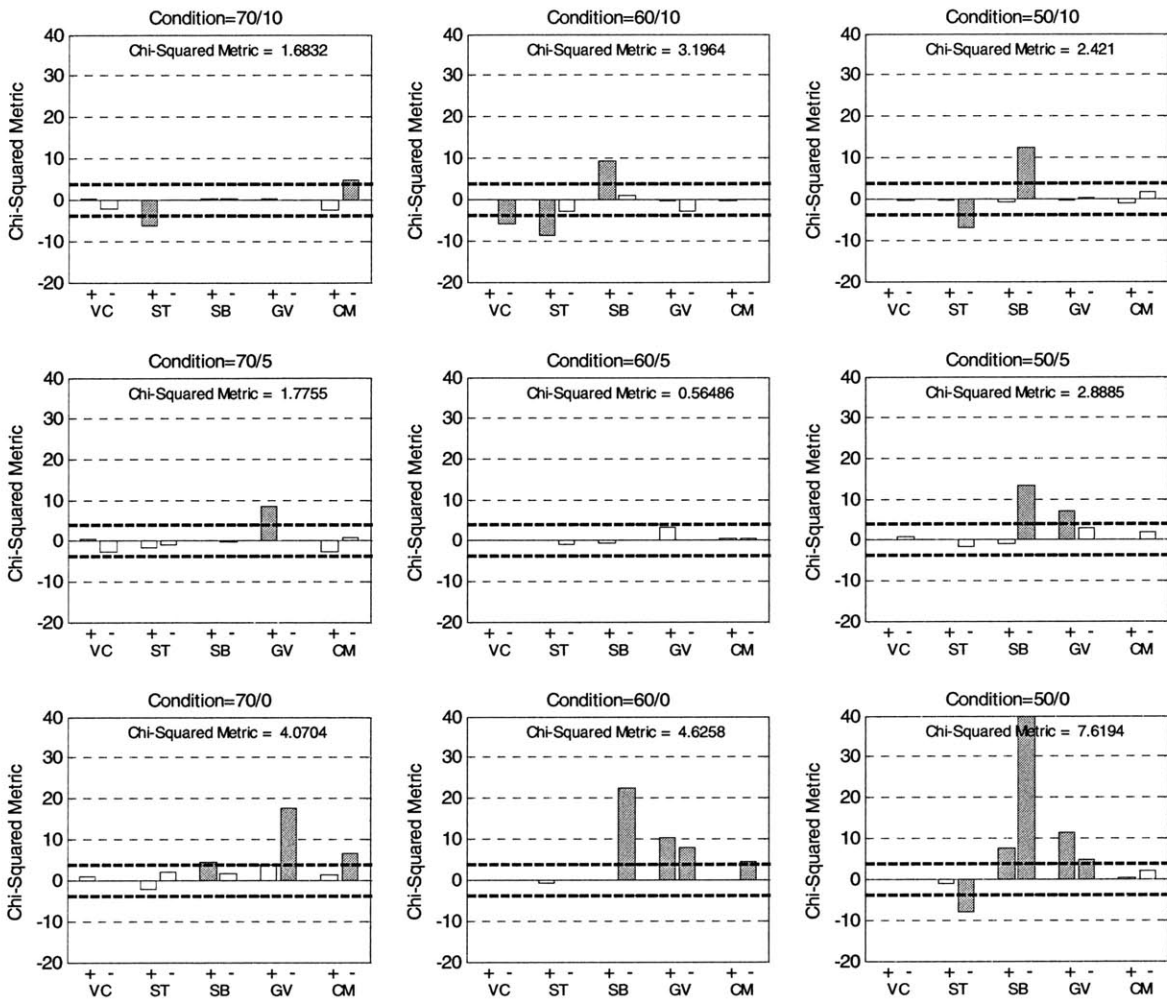 Condition=70/10
Chi-Squared Metric = 1.6832
Chi-Squared Metric
40
30
20
10
0
-10
-20
+ - + - + - + - + -
VC ST SB GV CM
Condition=60/10
Chi-Squared Metric = 3.1964
Chi-Squared Metric
40
30
20
10
0
-10
-20
+ - + - + - + - + -
VC ST SB GV CM
Condition=50/10
Chi-Squared Metric = 2.421
Chi-Squared Metric
40
30
20
10
0
-10
-20
+ - + - + - + - + -
VC ST SB GV CM
Condition=70/5
Chi-Squared Metric = 1.7755
Chi-Squared Metric
40
30
20
10
0
-10
-20
+ - + - + - + - + -
VC ST SB GV CM
Condition=60/5
Chi-Squared Metric = 0.56486
Chi-Squared Metric
40
30
20
10
0
-10
-20
+ - + - + - + - + -
VC ST SB GV CM
Condition=50/5
Chi-Squared Metric = 2.8885
Chi-Squared Metric
40
30
20
10
0
-10
-20
+ - + - + - + - + -
VC ST SB GV CM
Condition=70/0
Chi-Squared Metric = 4.0704
Chi-Squared Metric
40
30
20
10
0
-10
-20
+ - + - + - + - + -
VC ST SB GV CM
Condition=60/0
Chi-Squared Metric = 4.6258
Chi-Squared Metric
40
30
20
10
0
-10
-20
+ - + - + - + - + -
VC ST SB GV CM
Condition=50/0
Chi-Squared Metric = 7.6194
Chi-Squared Metric
40
30
20
10
0
-10
-20
+ - + - + - + - + -
VC ST SB GV CM